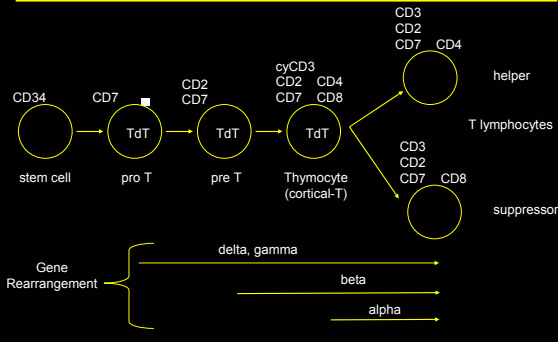 CD3
CD2
CD7 CD4
helper
cyCD3
CD2 CD4
CD7 CD8
CD2
CD7
CD34
CD7
TdT
TdT
TdT
T lymphocytes
stem cell
pro T
pre T
Thymocyte
(cortical-T)
CD3
CD2
CD7 CD8
suppressor
Gene
Rearrangement
delta, gamma
beta
alpha